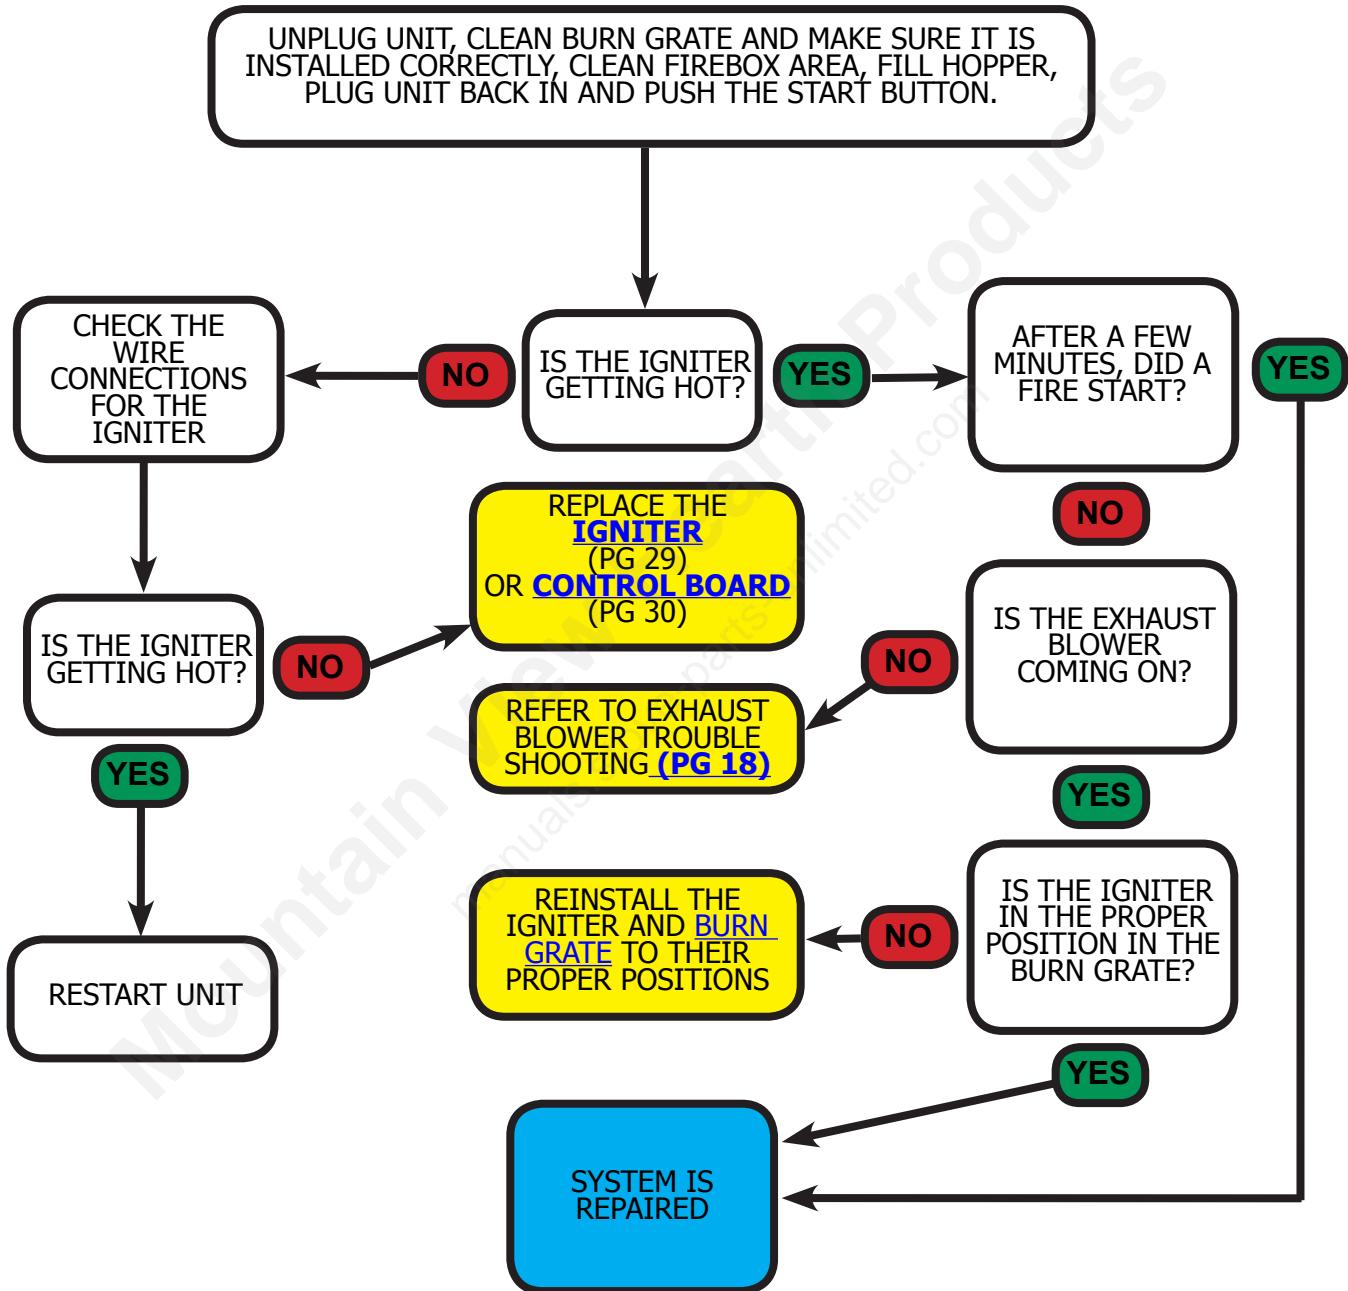 UNPLUG UNIT, CLEAN BURN GRATE AND MAKE SURE IT IS
INSTALLED CORRECTLY, CLEAN FIREBOX AREA, FILL HOPPER,
PLUG UNIT BACK IN AND PUSH THE START BUTTON.
CHECK THE
WIRE
CONNECTIONS
FOR THE
IGNITER
NO
IS THE IGNITER
GETTING HOT?
YES
AFTER A FEW
MINUTES, DID A
FIRE START?
YES
NO
REPLACE THE
IGNITER
(PG 29)
OR CONTROL BOARD
(PG 30)
IS THE IGNITER
GETTING HOT?
NO
IS THE EXHAUST
BLOWER
COMING ON?
NO
REFER TO EXHAUST
BLOWER TROUBLE
SHOOTING (PG 18)
YES
YES
REINSTALL THE
IGNITER AND BURN
GRATE TO THEIR
PROPER POSITIONS
NO
IS THE IGNITER
IN THE PROPER
POSITION IN THE
BURN GRATE?
RESTART UNIT
YES
SYSTEM IS
REPAIRED